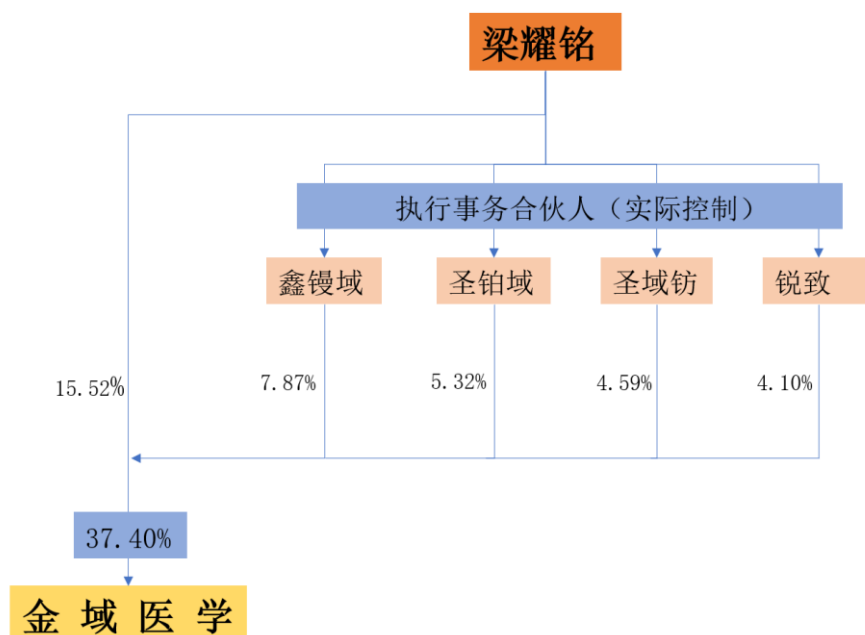 梁耀铭
执行事务合伙人（实际控制）
鑫镘域
圣铂域
圣域钫
锐致
15.52%
7.87%
5.32%
4.59%
4.10%
37.40%
金 域 医 学